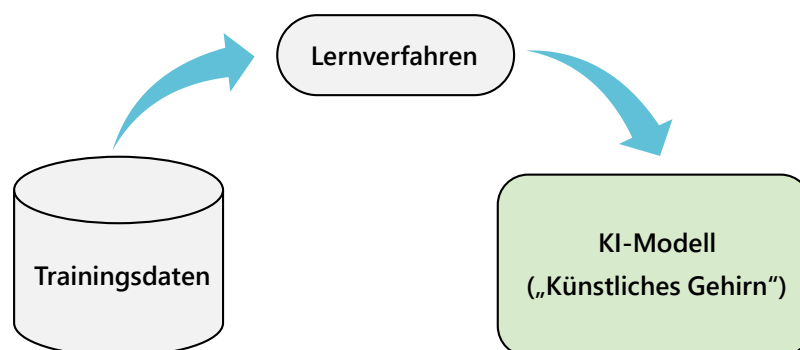 Lernverfahren
Trainingsdaten
KI-Modell
(„Künstliches Gehirn“)